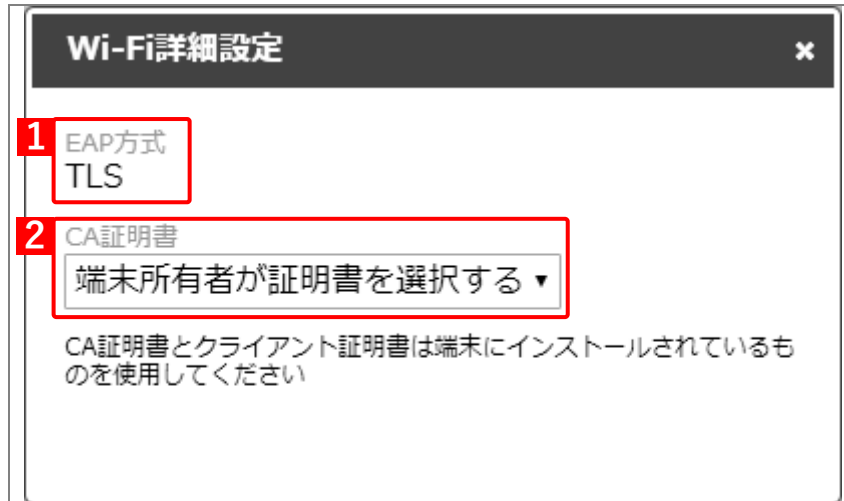 Wi-Fi詳細設定 ×
1 EAP方式
TLS
2 CA証明書
端末所有者が証明書を選択する ▾
CA証明書とクライアント証明書は端末にインストールされているも
のを使用してください